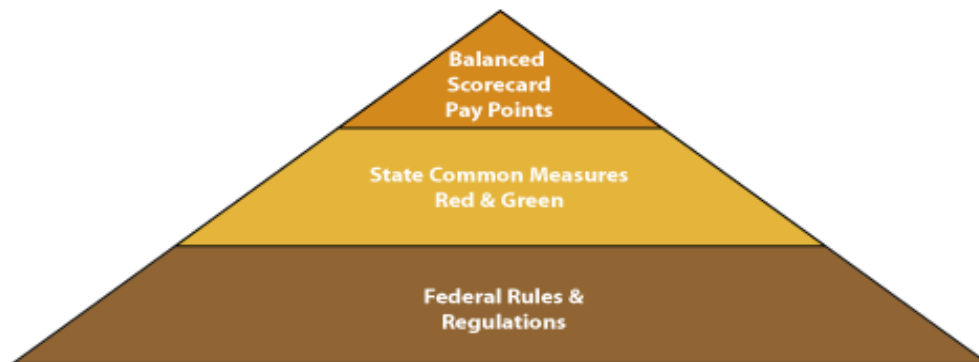 Balanced
Scorecard
Pay Points
State Common Measures
Red & Green
Federal Rules &
Regulations